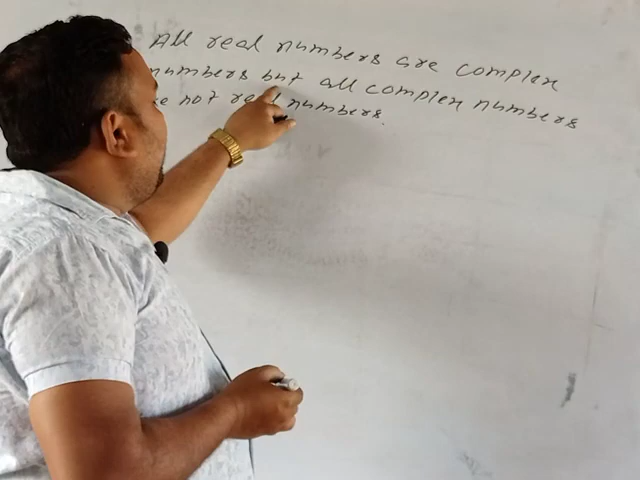 All real numbers are complex
numbers but all complex numbers
not real numbers.